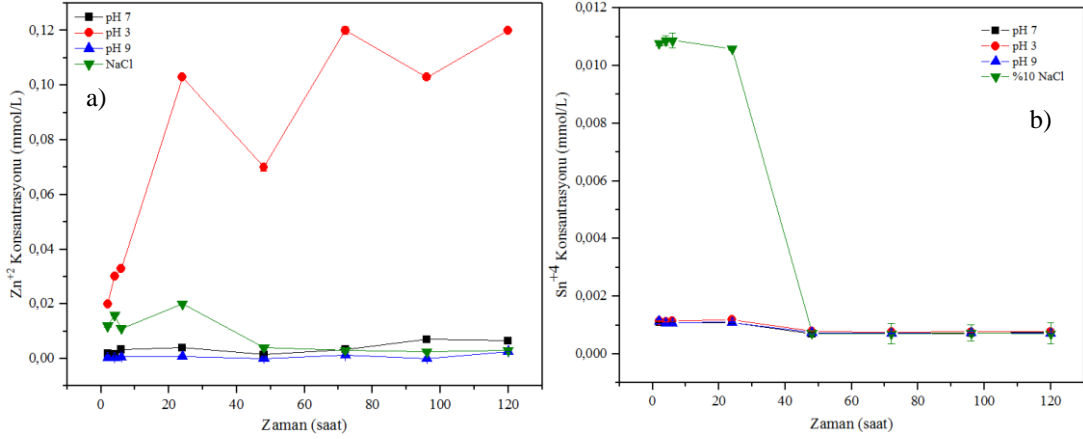 a)
Zn+2 Konsantrasyonu (mmol/L)
0,12
0,10
0,08
0,06
0,04
0,02
0,00
pH 7
pH 3
pH 9
NaCl
0
20
40
60
80
100
120
Zaman (saat)
b)
Sn+4 Konsantrasyonu (mmol/L)
0,012
0,010
0,008
0,006
0,004
0,002
0,000
pH 7
pH 3
pH 9
%10 NaCl
0
20
40
60
80
100
120
Zaman (saat)